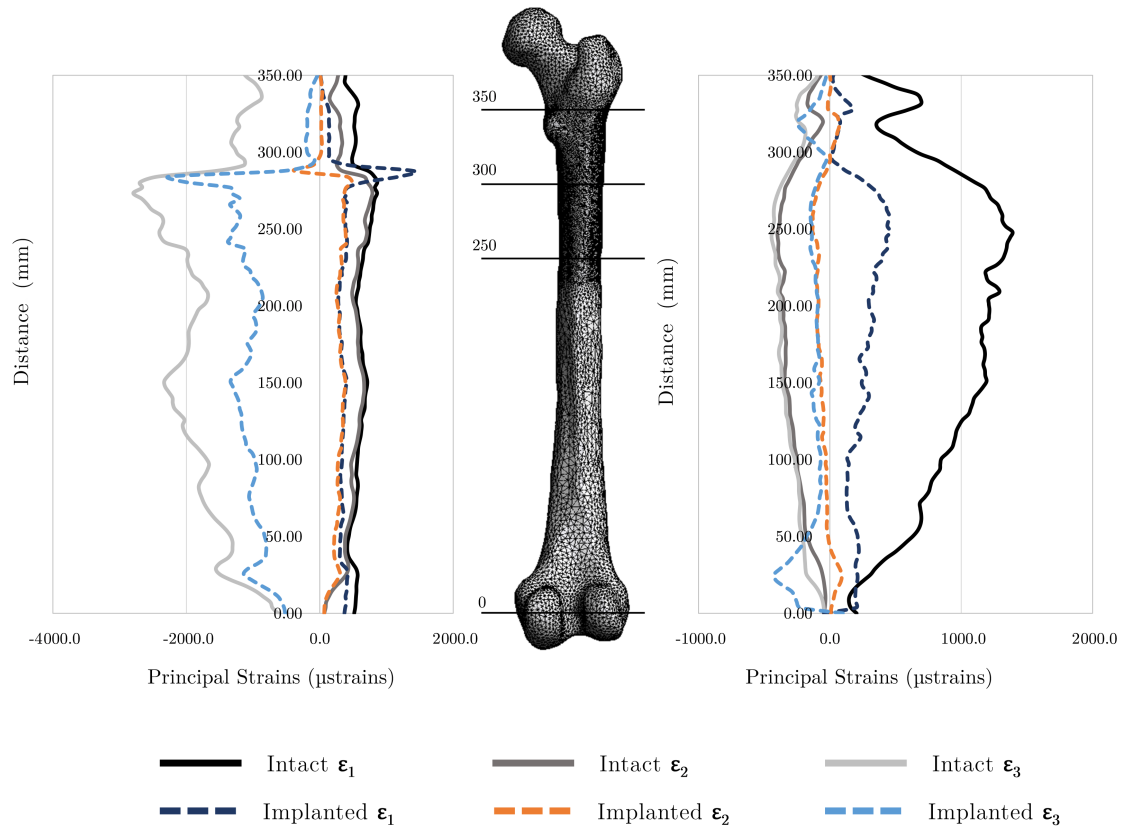 350.00
300.00
250.00
200.00
150.00
100.00
50.00
0.00
-4000.0
-2000.0
0.0
2000.0
Distance (mm)
Principal Strains (µstrains)
350
300
250
0
350.00
300.00
250.00
200.00
150.00
100.00
50.00
0.00
-1000.0
0.0
1000.0
2000.0
Distance (mm)
Principal Strains (µstrains)
Intact ε1
Intact ε2
Intact ε3
Implanted ε1
Implanted ε2
Implanted ε3